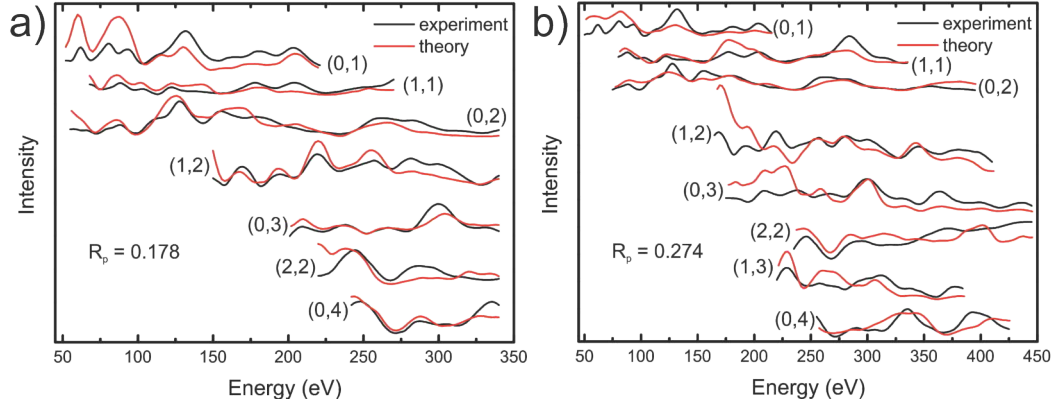 a)
experiment
theory
(0,1)
(1,1)
(0,2)
(1,2)
(0,3)
(2,2)
(0,4)
Rp = 0.178
Intensity
50 100 150 200 250 300 350
Energy (eV)
b)
experiment
theory
(0,1)
(1,1)
(0,2)
(1,2)
(0,3)
(2,2)
(1,3)
(0,4)
Rp = 0.274
Intensity
50 100 150 200 250 300 350 400 450
Energy (eV)